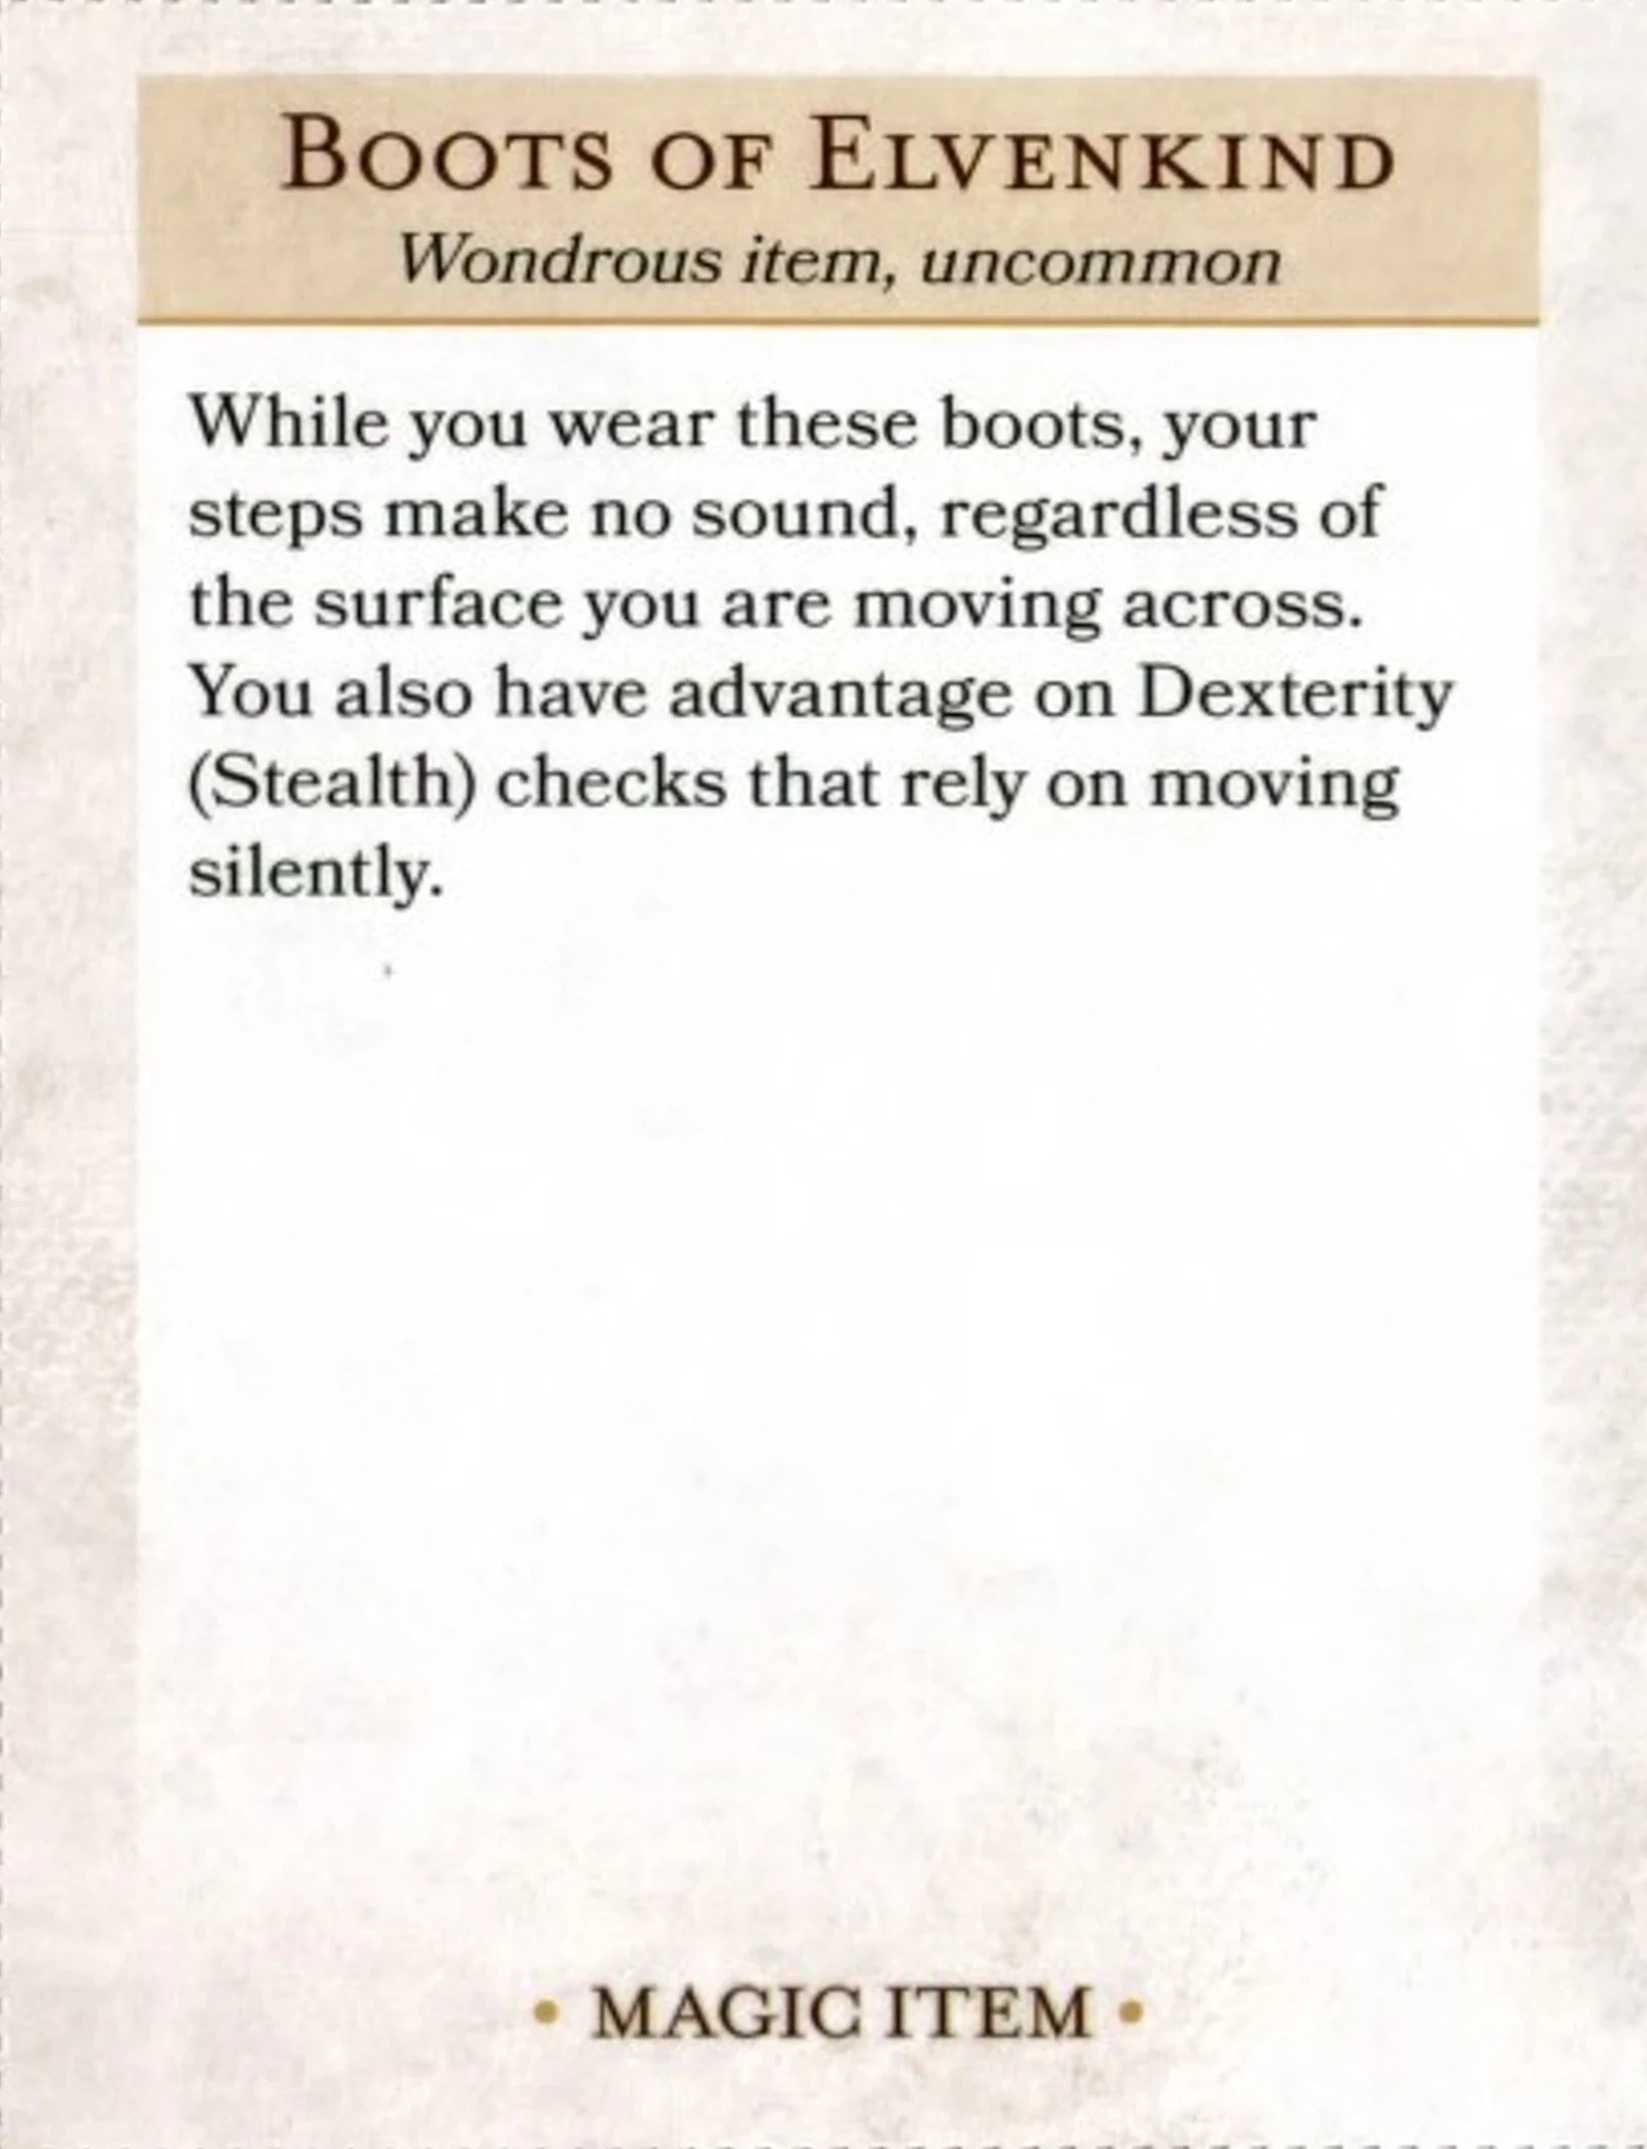 BOOTS OF ELVENKIND
Wondrous item, uncommon
While you wear these boots, your
steps make no sound, regardless of
the surface you are moving across.
You also have advantage on Dexterity
(Stealth) checks that rely on moving
silently.
• MAGIC ITEM •